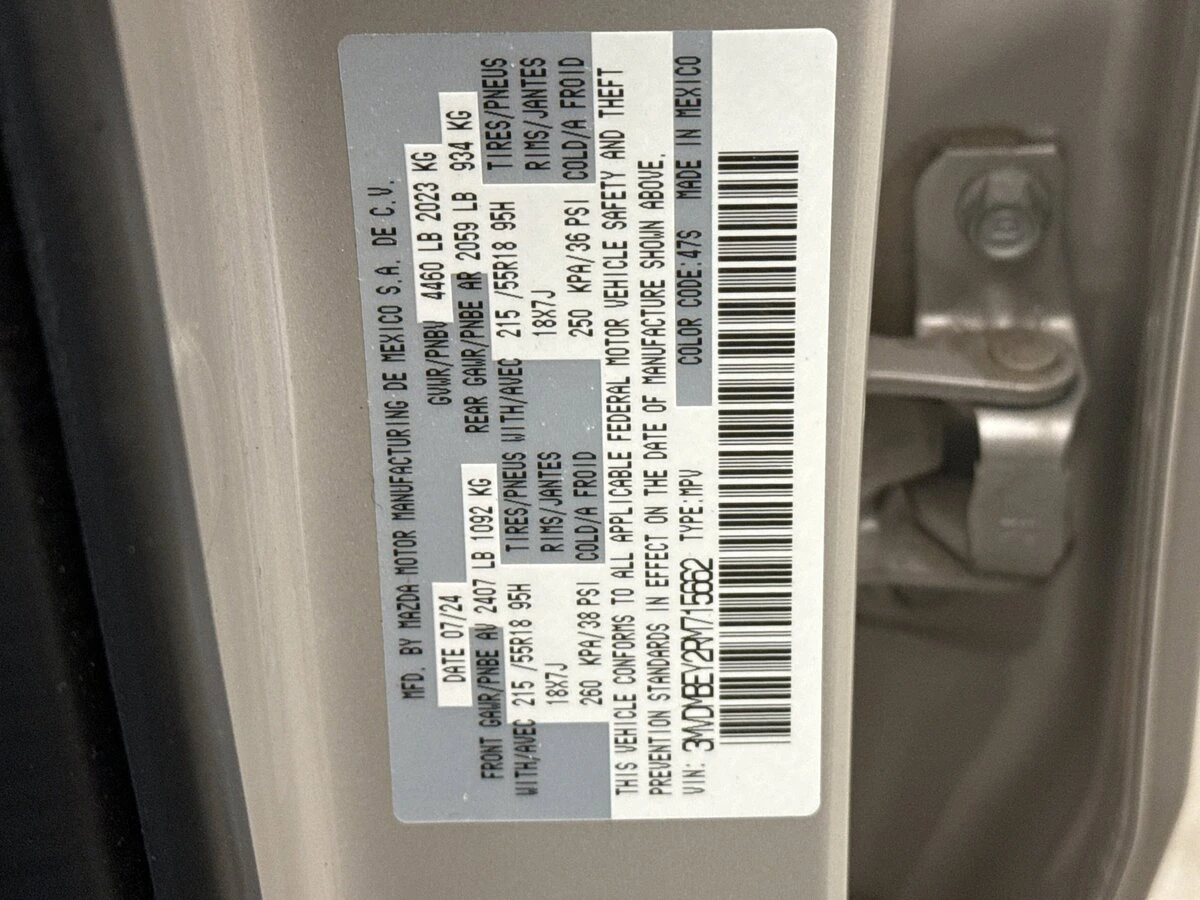 MFD. BY MAZDA MOTOR MANUFACTURING DE MEXICO S.A. DE C.V.
DATE 07/24 GVWR/PNBV 4460 LB 2023 KG
FRONT GAWR/PNBE AV 2407 LB 1092 KG REAR GAWR/PNBE AR 2059 LB 934 KG
WITH/AVEC 215 /55R18 95H TIRES/PNEUS WITH/AVEC 215 /55R18 95H TIRES/PNEUS
18X7J RIMS/JANTES 18X7J RIMS/JANTES
260 KPA/38 PSI COLD/A FROID 250 KPA/36 PSI COLD/A FROID
THIS VEHICLE CONFORMS TO ALL APPLICABLE FEDERAL MOTOR VEHICLE SAFETY AND THEFT
PREVENTION STANDARDS IN EFFECT ON THE DATE OF MANUFACTURE SHOWN ABOVE.
VIN: 3MVDMBEY2RM715662 TYPE:MPV COLOR CODE:47S MADE IN MEXICO